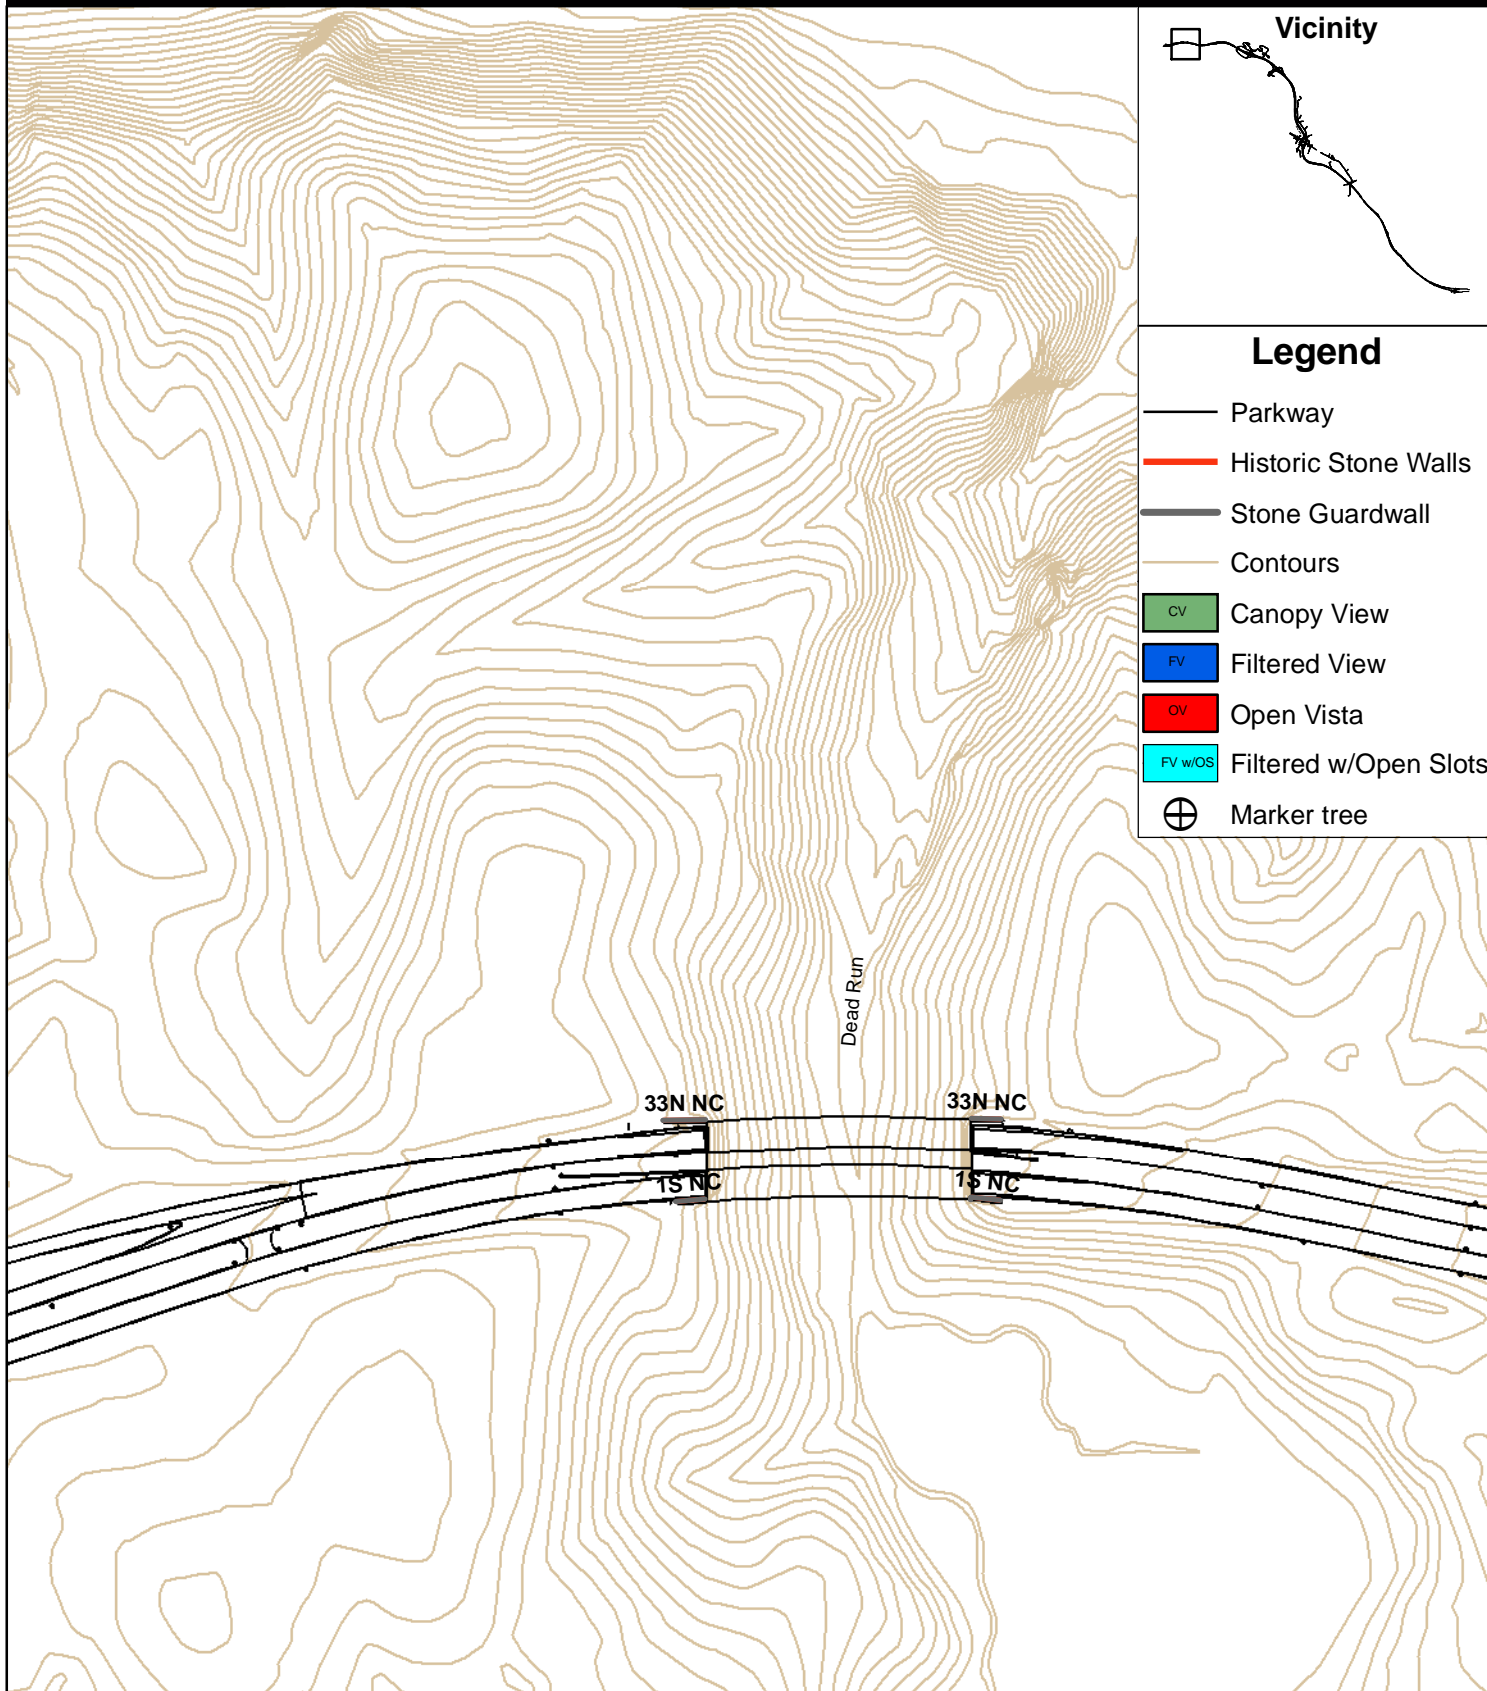 Vicinity
Legend
Parkway
Historic Stone Walls
Stone Guardwall
Contours
CV Canopy View
FV Filtered View
OV Open Vista
FV w/OS Filtered w/Open Slots
Marker tree
Dead Run
33N NC
33N NC
1S NC
1S NC